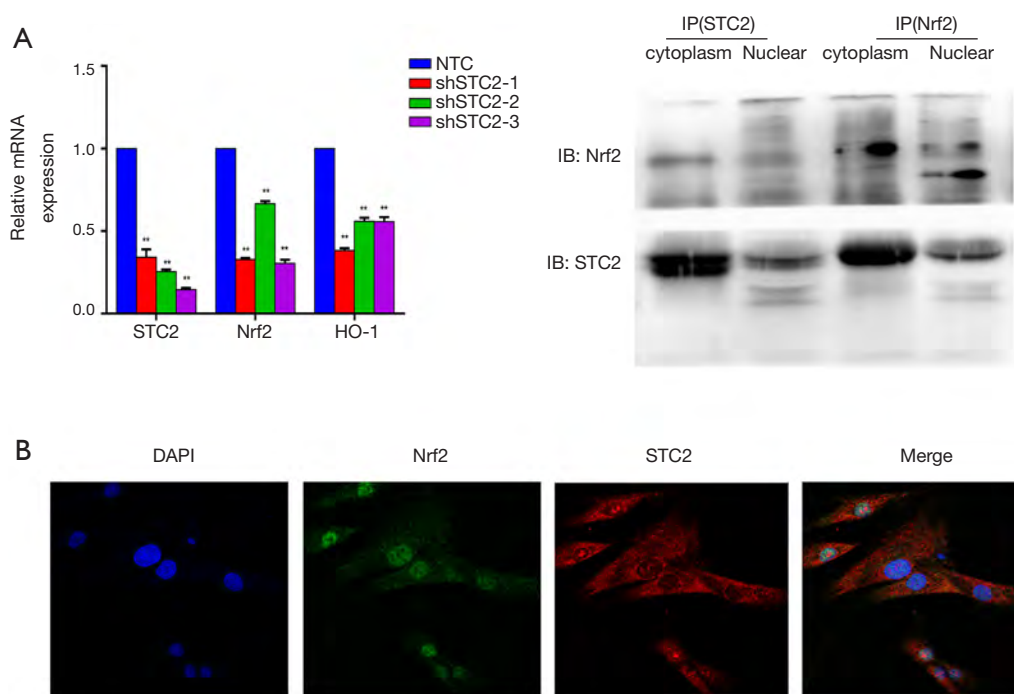 A
Relative mRNA
expression
1.5
1.0
0.5
0.0
** ** **
** ** **
** ** **
STC2 Nrf2 HO-1
NTC
shSTC2-1
shSTC2-2
shSTC2-3
IP(STC2) IP(Nrf2)
cytoplasm Nuclear cytoplasm Nuclear
IB: Nrf2
IB: STC2
B
DAPI Nrf2 STC2 Merge